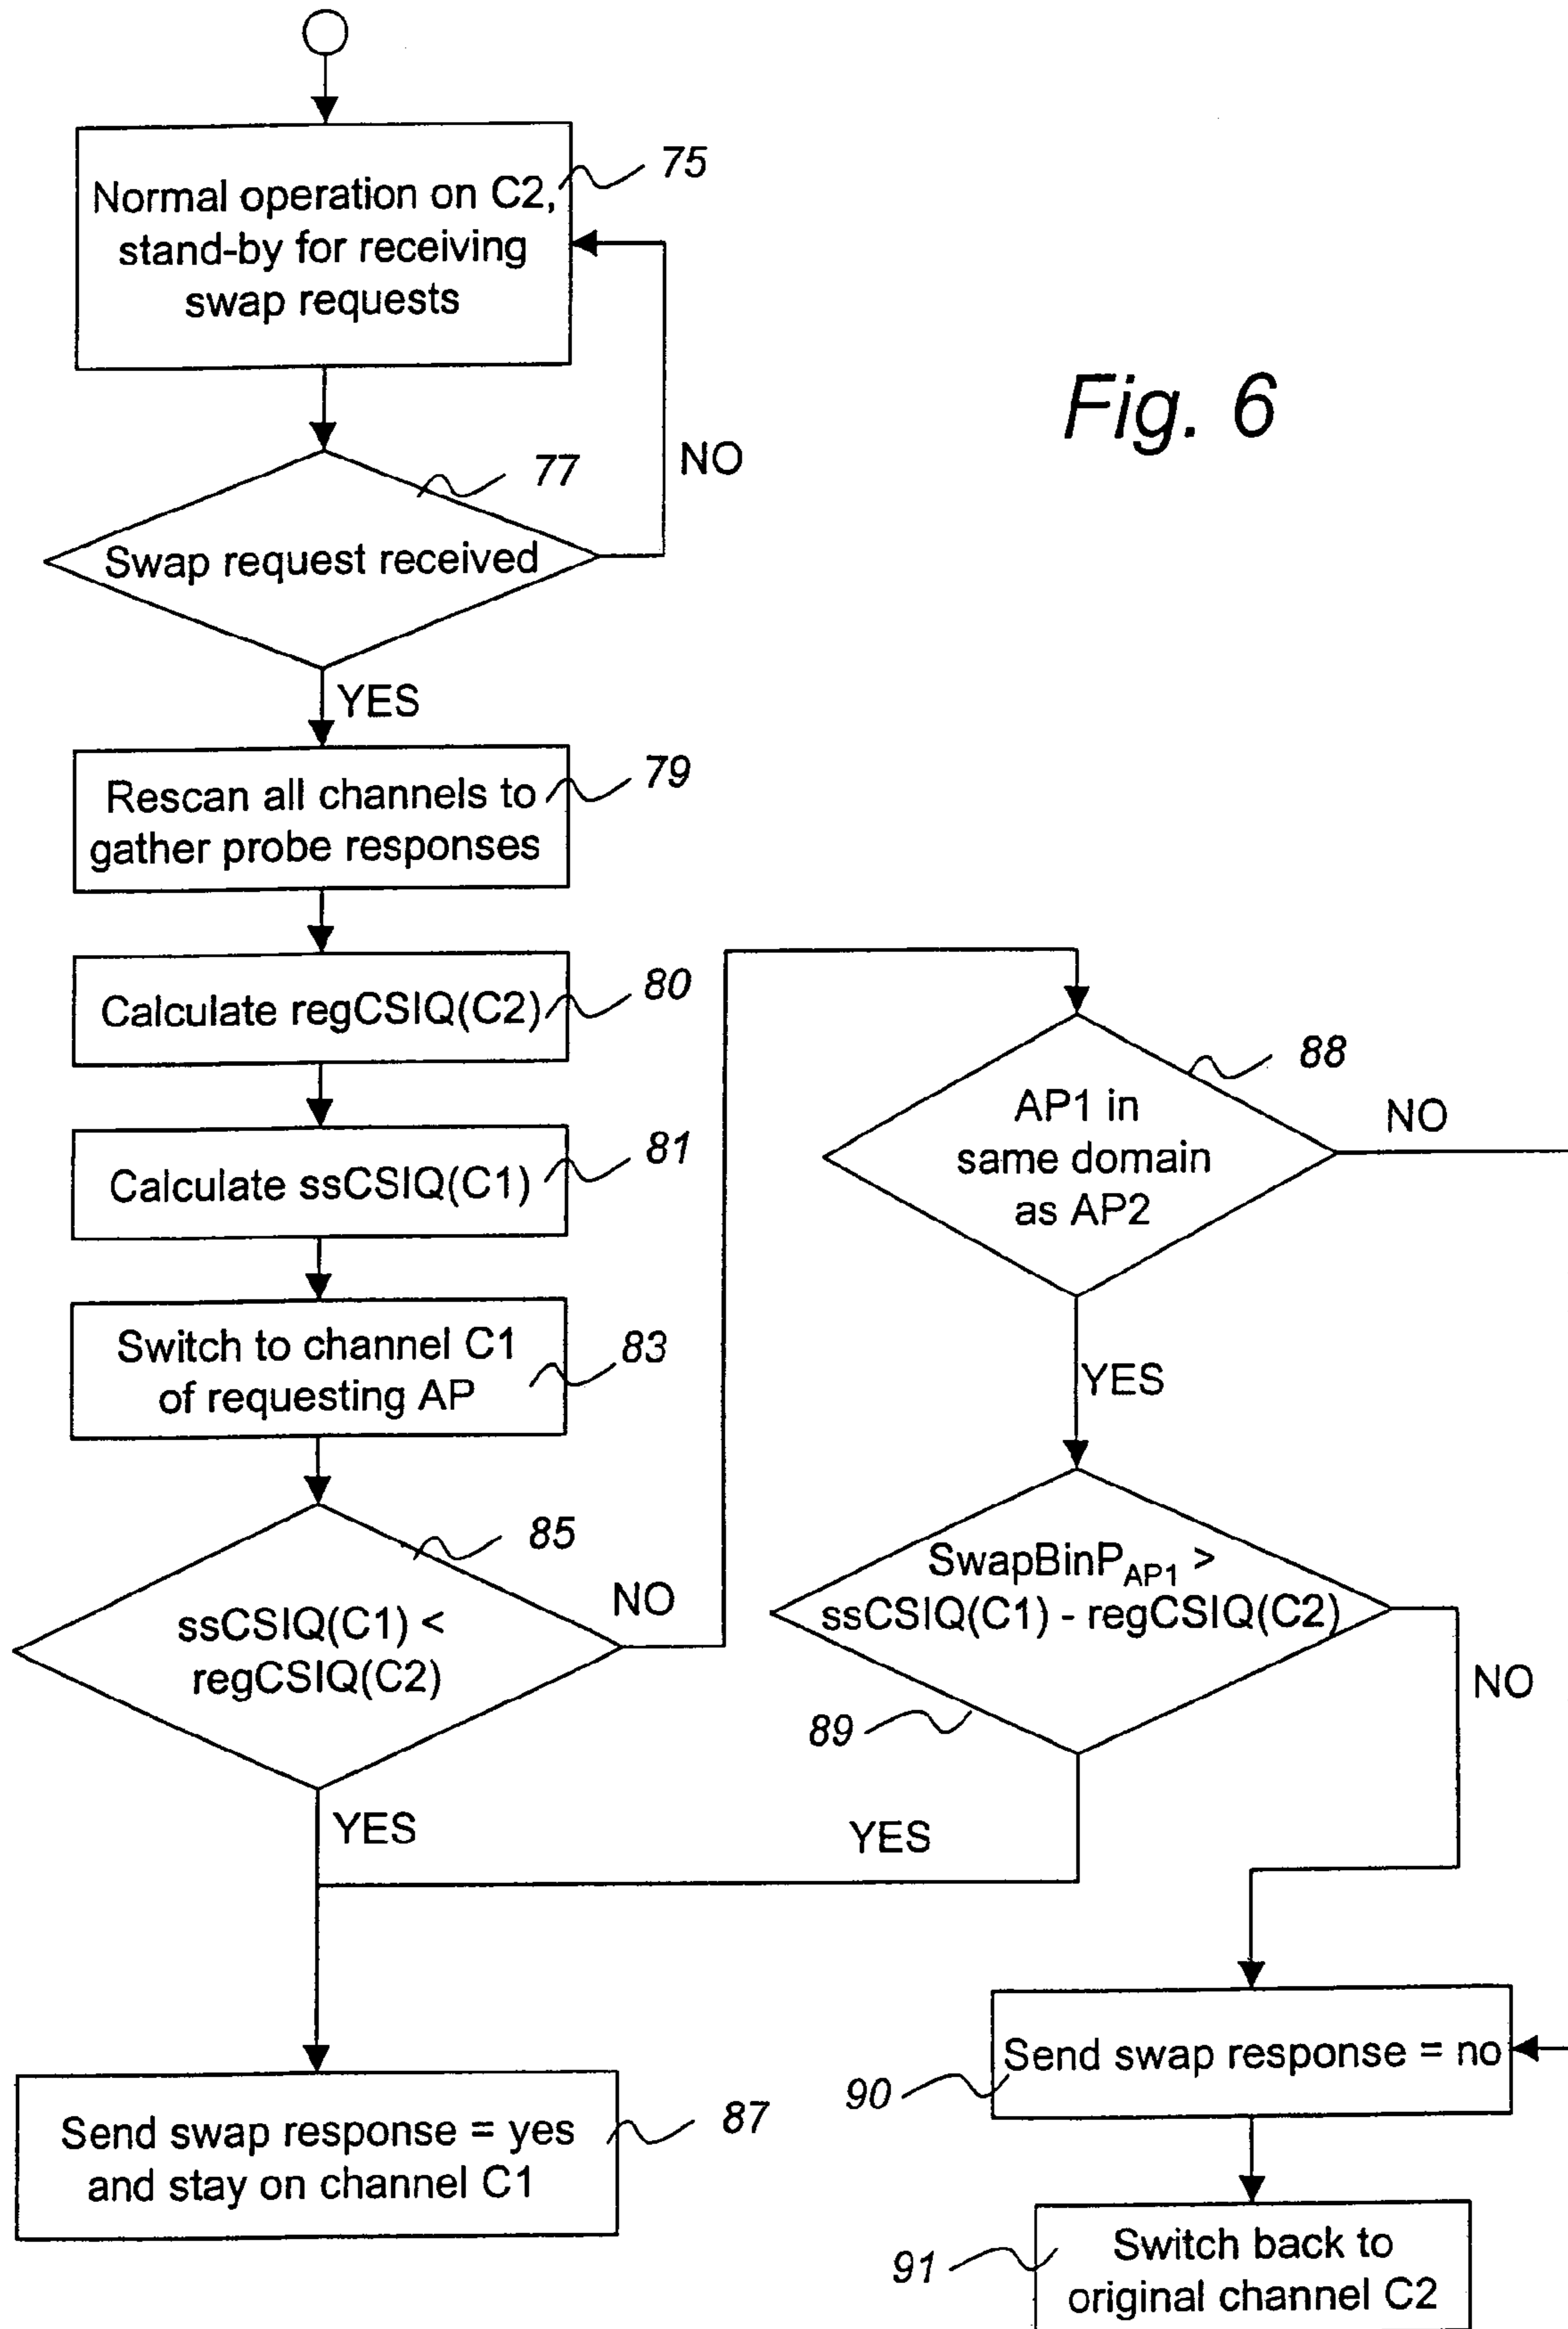 75
Normal operation on C2,
stand-by for receiving
swap requests
Fig. 6
77
NO
Swap request received
YES
79
Rescan all channels to
gather probe responses
80
Calculate regCSIQ(C2)
81
Calculate ssCSIQ(C1)
Switch to channel C1
of requesting AP
83
85
ssCSIQ(C1) <
regCSIQ(C2)
NO
YES
88
AP1 in
same domain
as AP2
NO
YES
SwapBinP_AP1 >
ssCSIQ(C1) - regCSIQ(C2)
NO
89
YES
Send swap response = yes
and stay on channel C1
87
Send swap response = no
90
Switch back to
original channel C2
91